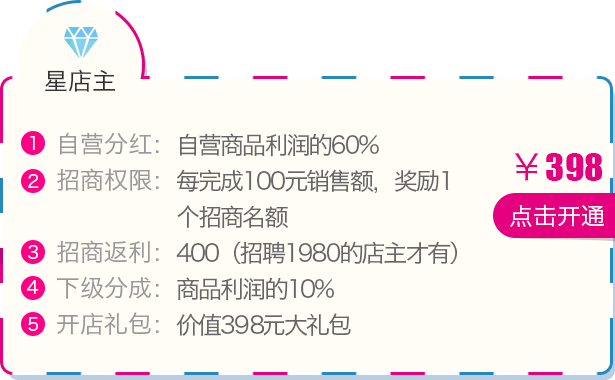 星店主
1 自营分红：自营商品利润的60%
2 招商权限：每完成100元销售额，奖励1
个招商名额
¥398
点击开通
3 招商返利：400（招聘1980的店主才有）
4 下级分成：商品利润的10%
5 开店礼包：价值398元大礼包